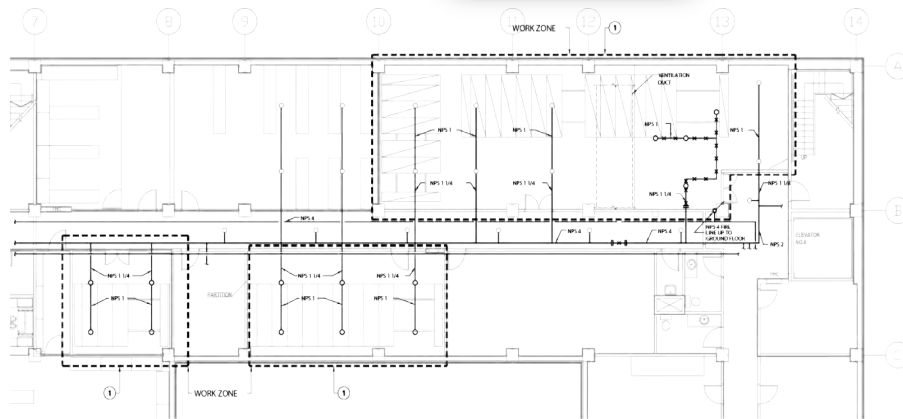 7
8
9
10
11
12
13
14
WORK ZONE
1
A
VENTILATION
DUCT
NPS 1
NPS 1
NPS 1
NPS 1
UP
NPS 1 1/4
NPS 1 1/4
NPS 1 1/4
NPS 1 1/4
B
NPS 4
NPS 4
NPS 4
NPS 4 FIRE
LINE UP TO
GROUND FLOOR
NPS 2
ELEVATOR
NO.4
NPS 1 1/4
NPS 1 1/4
NPS 1 1/4
PARTITION
NPS 1
NPS 1
NPS 1
1
WORK ZONE
1